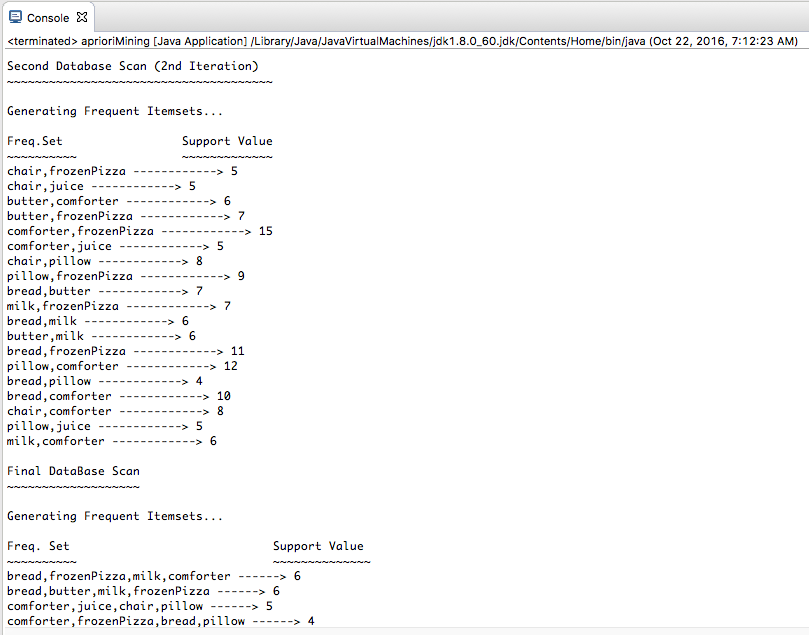 Console
<terminated> aprioriMining [Java Application] /Library/Java/JavaVirtualMachines/jdk1.8.0_60.jdk/Contents/Home/bin/java (Oct 22, 2016, 7:12:23 AM)
Second Database Scan (2nd Iteration)
~~~~~~~~~~~~~~~~~~~~~~~~~~~~~~~~~~~~~~
Generating Frequent Itemsets...
Freq.Set                 Support Value
~~~~~~~~~~               ~~~~~~~~~~~~~
chair,frozenPizza ------------> 5
chair,juice ------------> 5
butter,comforter ------------> 6
butter,frozenPizza ------------> 7
comforter,frozenPizza ------------> 15
comforter,juice ------------> 5
chair,pillow ------------> 8
pillow,frozenPizza ------------> 9
bread,butter ------------> 7
milk,frozenPizza ------------> 7
bread,milk ------------> 6
butter,milk ------------> 6
bread,frozenPizza ------------> 11
pillow,comforter ------------> 12
bread,pillow ------------> 4
bread,comforter ------------> 10
chair,comforter ------------> 8
pillow,juice ------------> 5
milk,comforter ------------> 6
Final DataBase Scan
~~~~~~~~~~~~~~~~~~~
Generating Frequent Itemsets...
Freq. Set                             Support Value
~~~~~~~~~~                            ~~~~~~~~~~~~~~
bread,frozenPizza,milk,comforter ------> 6
bread,butter,milk,frozenPizza ------> 6
comforter,juice,chair,pillow ------> 5
comforter,frozenPizza,bread,pillow ------> 4